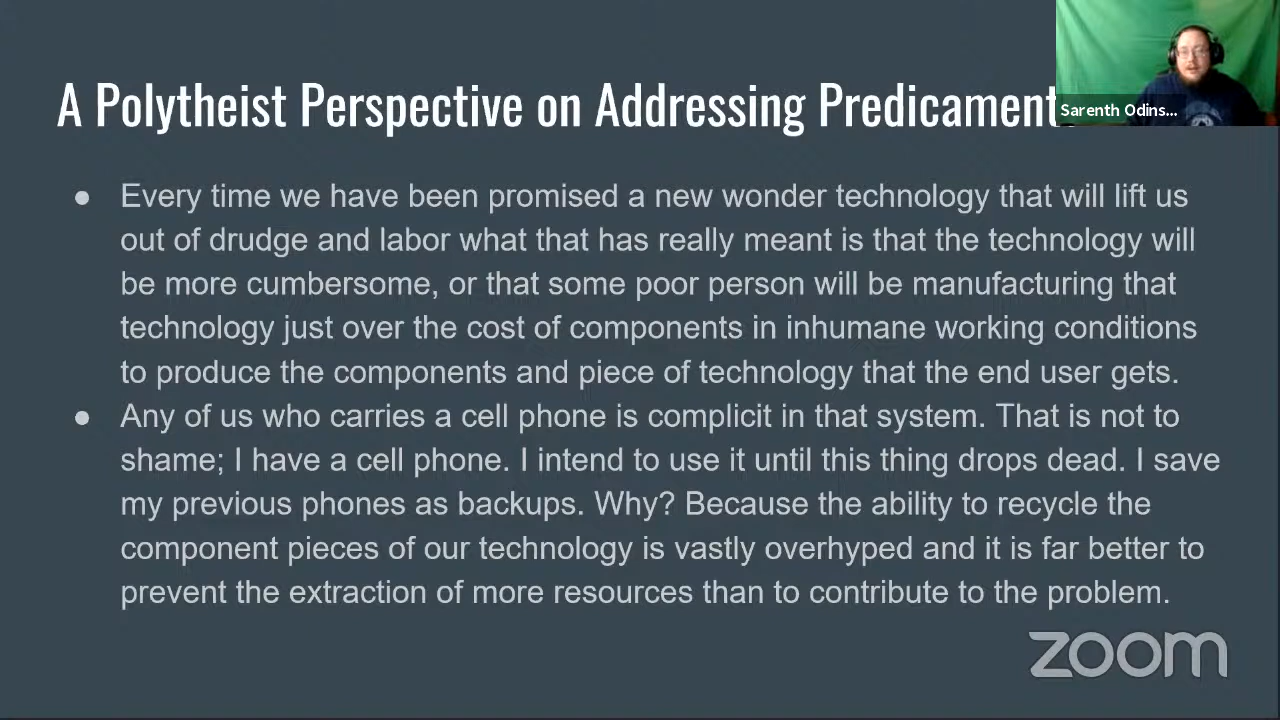 A Polytheist Perspective on Addressing Predicament
Sarenth Odins...
● Every time we have been promised a new wonder technology that will lift us
out of drudge and labor what that has really meant is that the technology will
be more cumbersome, or that some poor person will be manufacturing that
technology just over the cost of components in inhumane working conditions
to produce the components and piece of technology that the end user gets.
● Any of us who carries a cell phone is complicit in that system. That is not to
shame; I have a cell phone. I intend to use it until this thing drops dead. I save
my previous phones as backups. Why? Because the ability to recycle the
component pieces of our technology is vastly overhyped and it is far better to
prevent the extraction of more resources than to contribute to the problem.
zoom